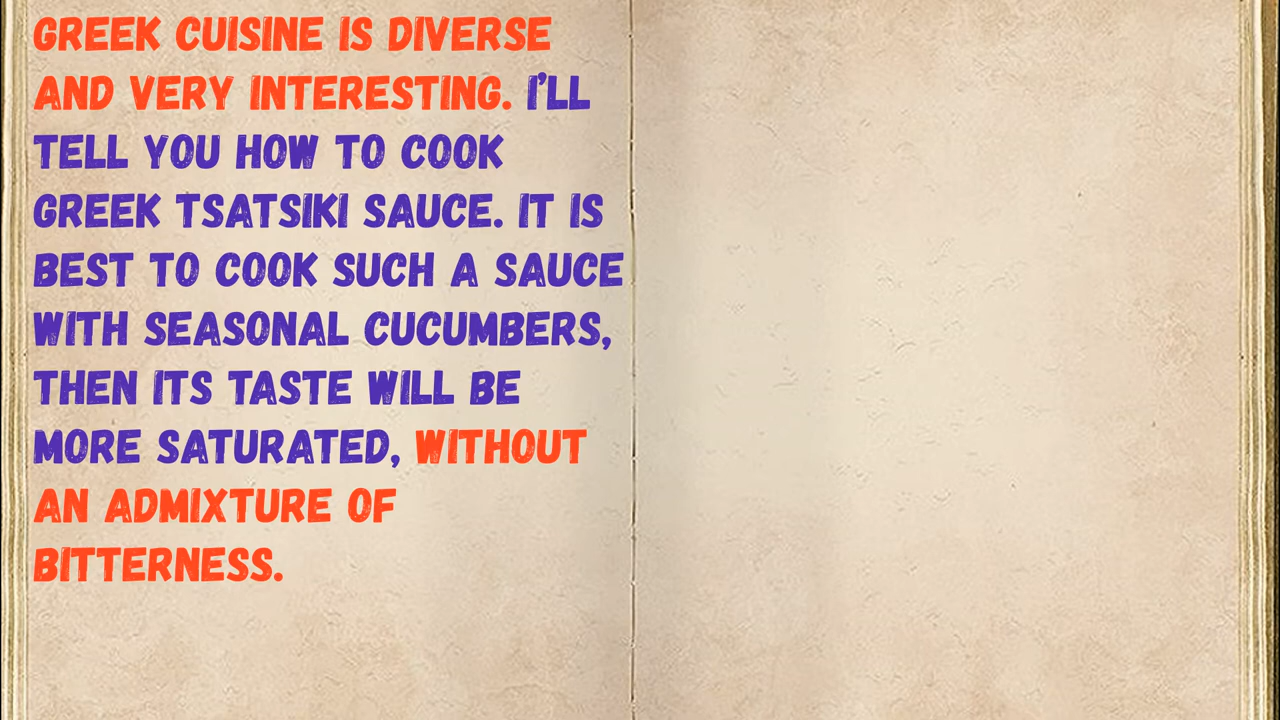 GREEK CUISINE IS DIVERSE
AND VERY INTERESTING. I'LL
TELL YOU HOW TO COOK
GREEK TSATSIKI SAUCE. IT IS
BEST TO COOK SUCH A SAUCE
WITH SEASONAL CUCUMBERS,
THEN ITS TASTE WILL BE
MORE SATURATED, WITHOUT
AN ADMIXTURE OF
BITTERNESS.